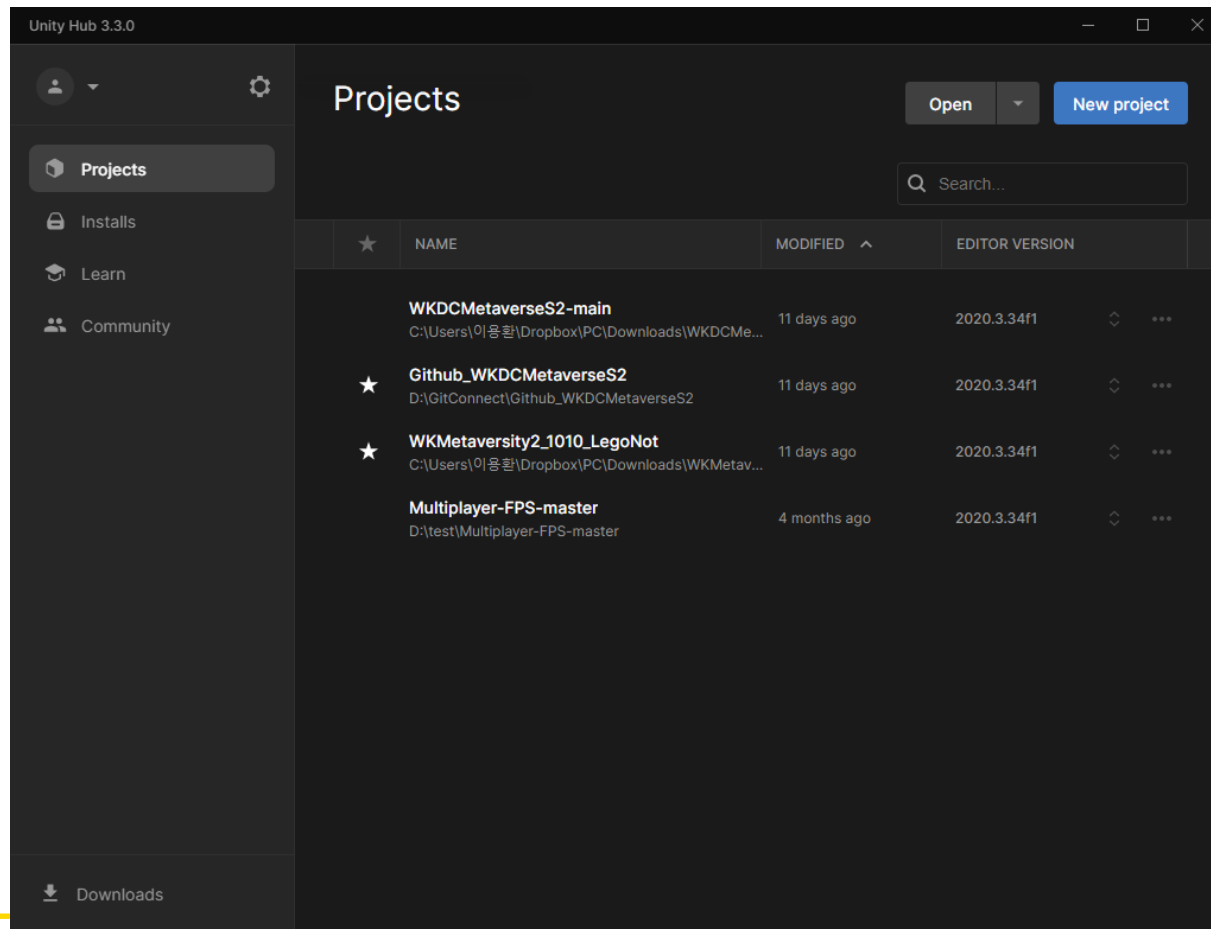 Unity Hub 3.3.0
Projects
Open
New project
Projects
Search...
Installs
NAME
MODIFIED
EDITOR VERSION
Learn
Community
WKDCMetaverseS2-main
C:\Users\이용환\Dropbox\PC\Downloads\WKDCMe...
11 days ago
2020.3.34f1
Github_WKDCMetaverseS2
D:\GitConnect\Github_WKDCMetaverseS2
11 days ago
2020.3.34f1
WKMetaversity2_1010_LegoNot
C:\Users\이용환\Dropbox\PC\Downloads\WKMetav...
11 days ago
2020.3.34f1
Multiplayer-FPS-master
D:\test\Multiplayer-FPS-master
4 months ago
2020.3.34f1
Downloads